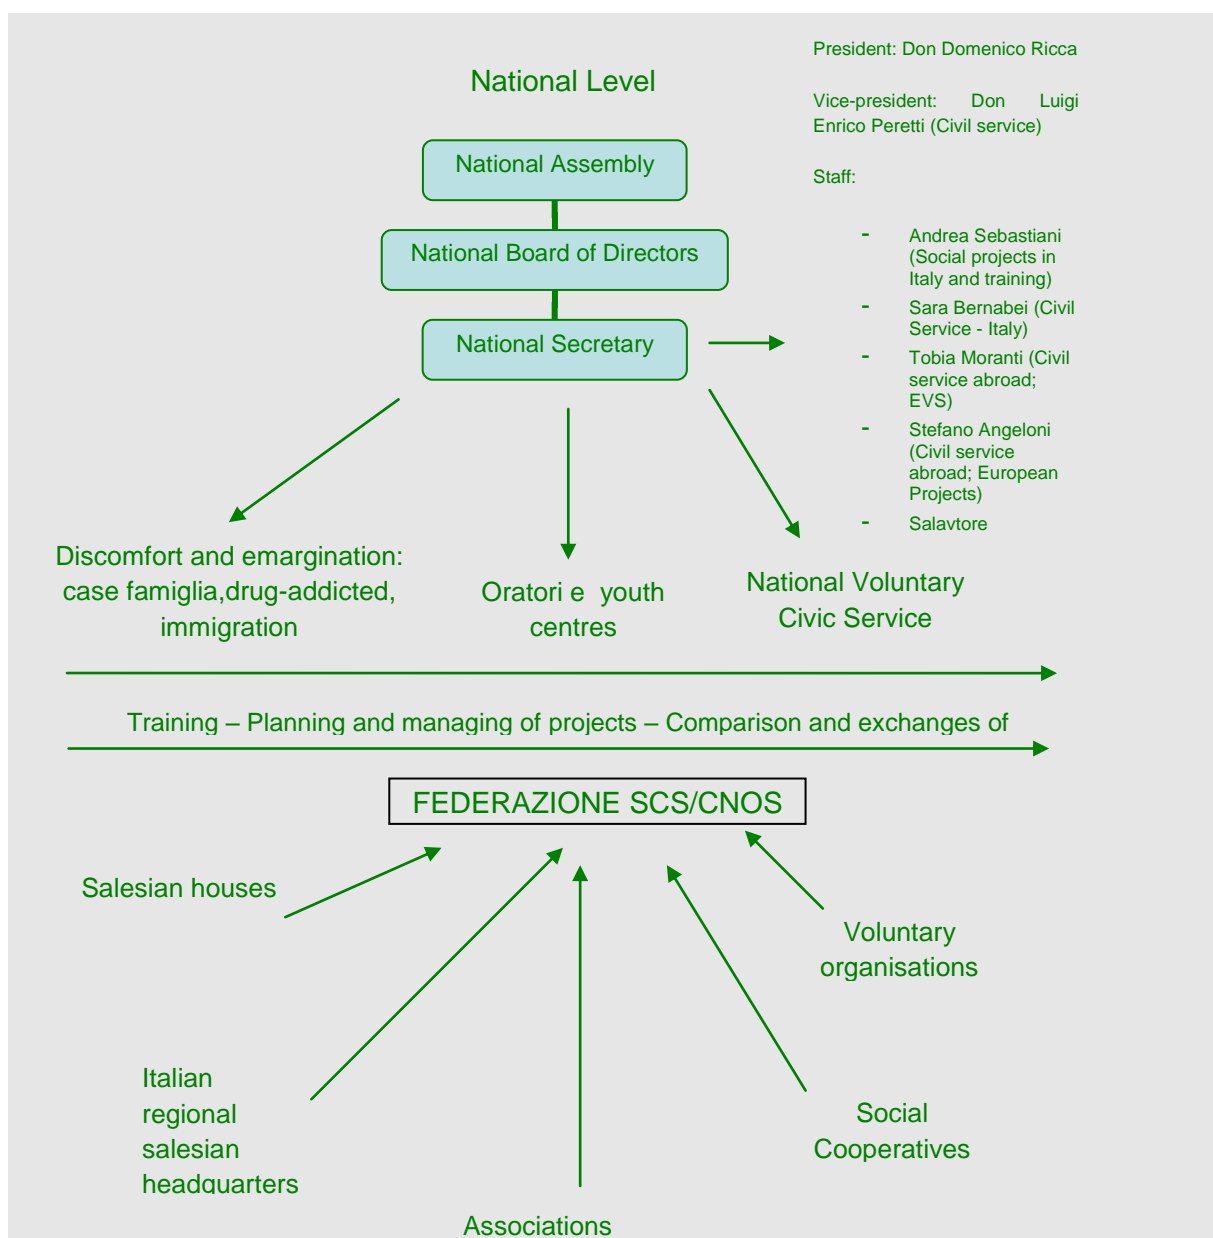 National Level
National Assembly
National Board of Directors
National Secretary
President: Don Domenico Ricca
Vice-president: Don Luigi
Enrico Peretti (Civil service)
Staff:
- Andrea Sebastiani
(Social projects in
Italy and training)
- Sara Bernabei (Civil
Service - Italy)
- Tobia Moranti (Civil
service abroad;
EVS)
- Stefano Angeloni
(Civil service
abroad; European
Projects)
- Salavtore
Discomfort and emargination:
case famiglia,drug-addicted,
immigration
Oratori e youth
centres
National Voluntary
Civic Service
Training – Planning and managing of projects – Comparison and exchanges of
FEDERAZIONE SCS/CNOS
Salesian houses
Voluntary
organisations
Italian
regional
salesian
headquarters
Social
Cooperatives
Associations